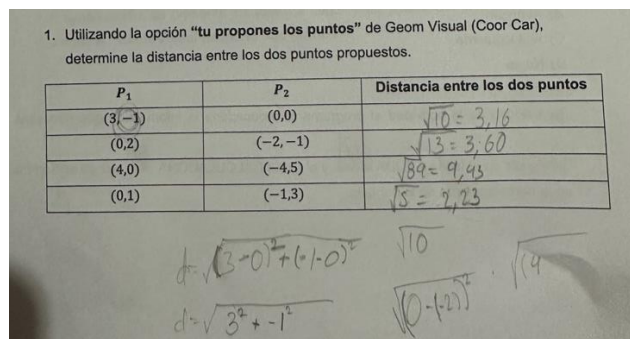 1. Utilizando la opción “tu propones los puntos” de Geom Visual (Coor Car),
determine la distancia entre los dos puntos propuestos.
P₁ P₂ Distancia entre los dos puntos
(3,−1) (0,0) √10 = 3,16
(0,2) (−2,−1) √13 = 3,60
(4,0) (−4,5) √89 = 9,43
(0,1) (−1,3) √5 = 2,23
d=√(3-0)²+(-1-0)² √10
d=√3²+-1² √(0-(-2))²